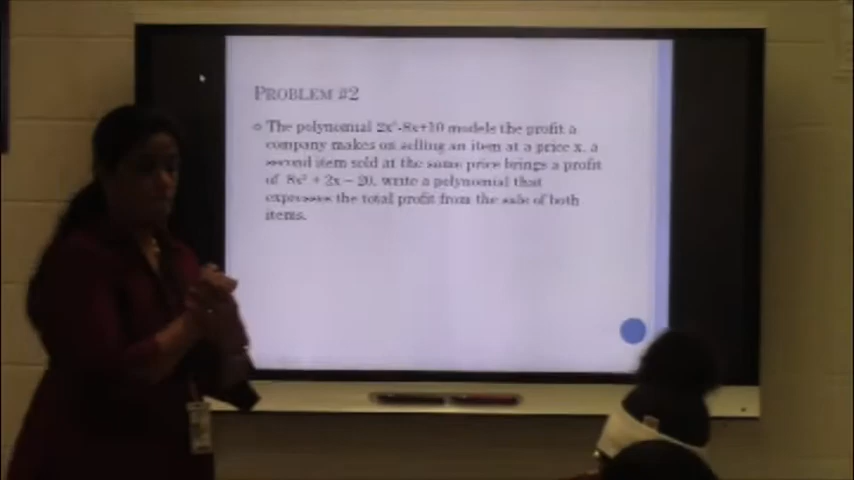 PROBLEM #2
The polynomial 2x²-8x+10 models the profit a
company makes on selling an item at a price x. a
second item sold at the same price brings a profit
of 8x² + 2x – 20. write a polynomial that
expresses the total profit from the sale of both
items.